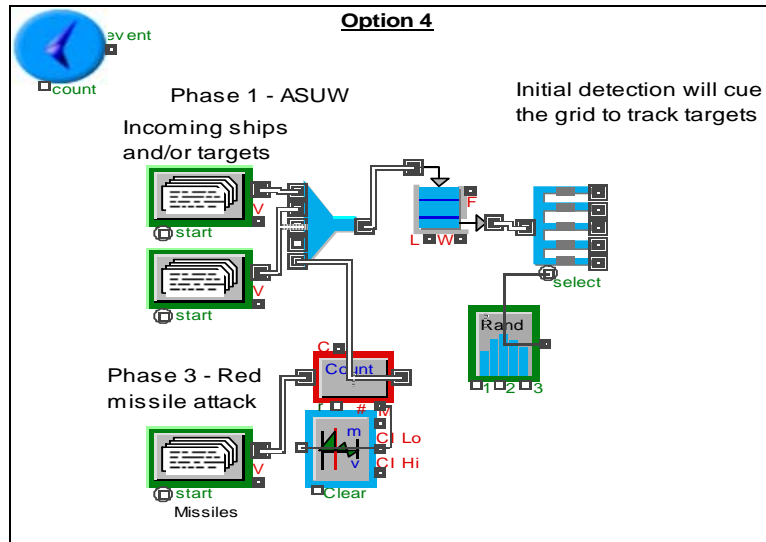 Option 4
event
count
Phase 1 - ASUW
Incoming ships
and/or targets
Initial detection will cue
the grid to track targets
V
start
V
start
F
L W
select
Rand
1 2 3
Phase 3 - Red
missile attack
C
Count
r # M
m
v
CI Lo
CI Hi
Clear
V
start
Missiles